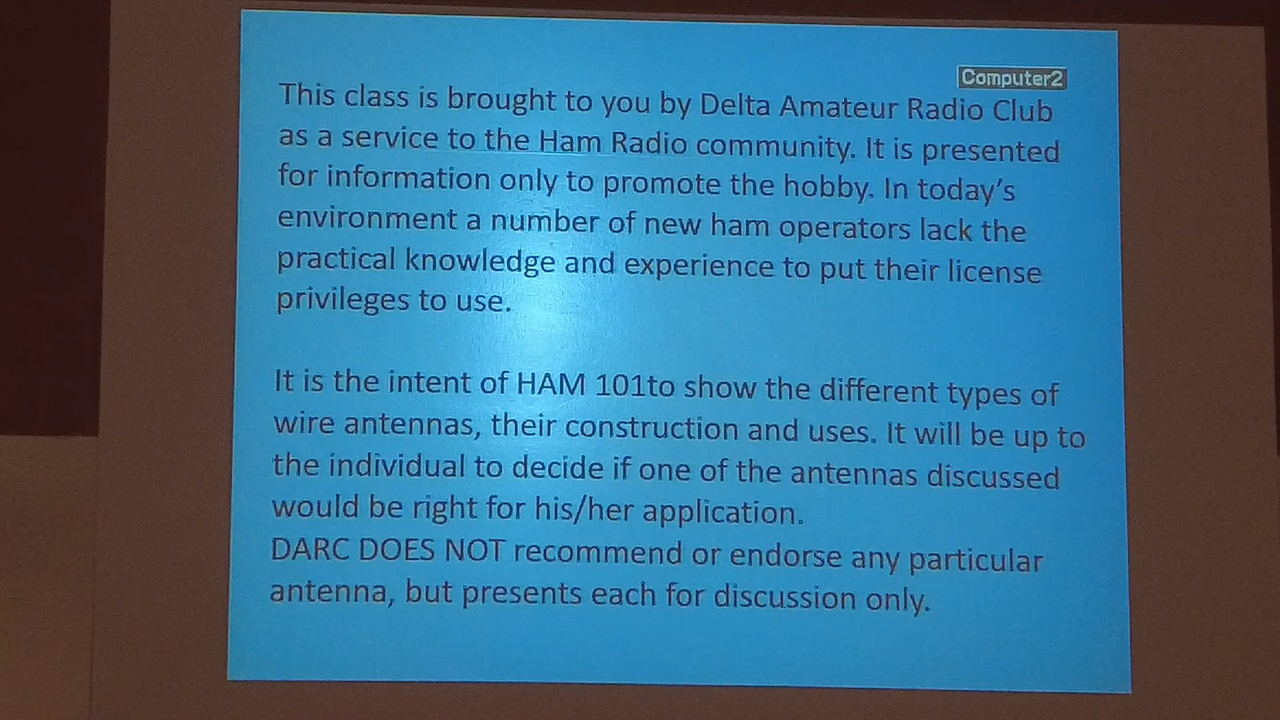 Computer2
This class is brought to you by Delta Amateur Radio Club
as a service to the Ham Radio community. It is presented
for information only to promote the hobby. In today's
environment a number of new ham operators lack the
practical knowledge and experience to put their license
privileges to use.
It is the intent of HAM 101to show the different types of
wire antennas, their construction and uses. It will be up to
the individual to decide if one of the antennas discussed
would be right for his/her application.
DARC DOES NOT recommend or endorse any particular
antenna, but presents each for discussion only.